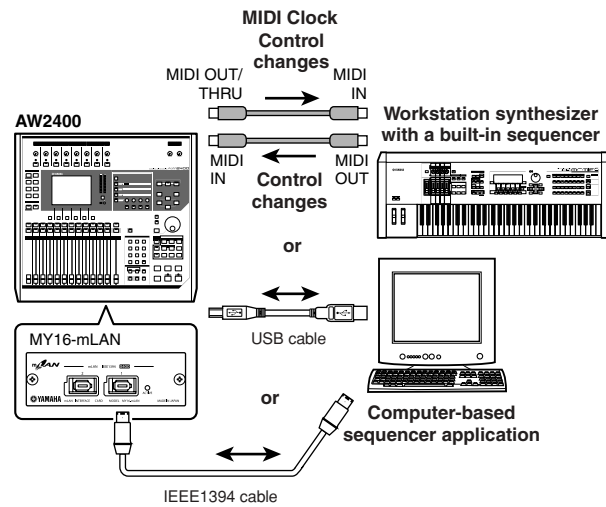 MIDI Clock
Control
changes
MIDI OUT/
THRU
MIDI
IN
AW2400
Workstation synthesizer
with a built-in sequencer
MIDI
IN
Control
changes
MIDI
OUT
or
USB cable
MY16-mLAN
mLAN
YAMAHA
or
Computer-based
sequencer application
IEEE1394 cable